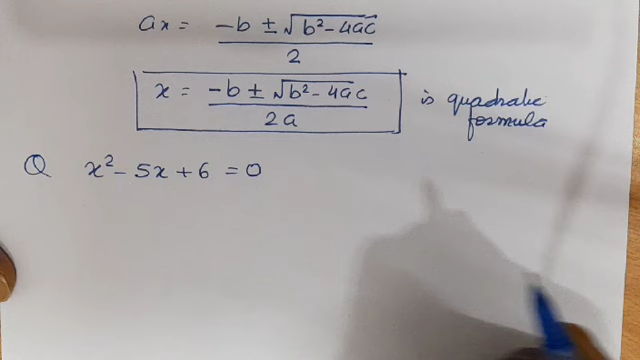 ax = -b ± √b² - 4ac / 2
x = -b ± √b² - 4ac / 2a is quadratic formula
Q x² - 5x + 6 = 0